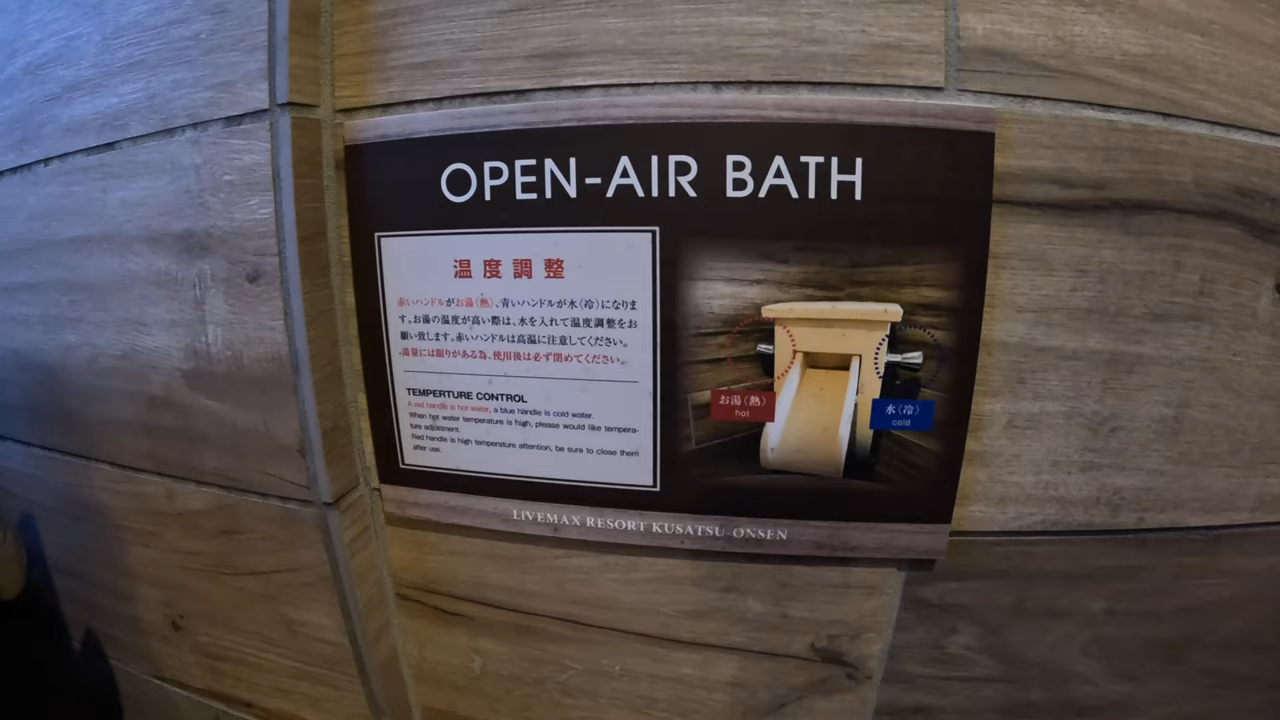 OPEN-AIR BATH
温度調整
赤いハンドルがお湯〈熱〉、青いハンドルが水〈冷〉になりま
す。お湯の温度が高い際は、水を入れて温度調整をお
願い致します。赤いハンドルは高温に注意してください。
湯量には限りがある為、使用後は必ず閉めてください。
TEMPERTURE CONTROL
A red handle is hot water, a blue handle is cold water.
When hot water temperature is high, please would like tempera-
ture adjustment.
Red handle is high temperature attention, be sure to close them
after use.
お湯〈熱〉
hot
水〈冷〉
cold
LiVEMAX RESORT KUSATSU-ONSEN